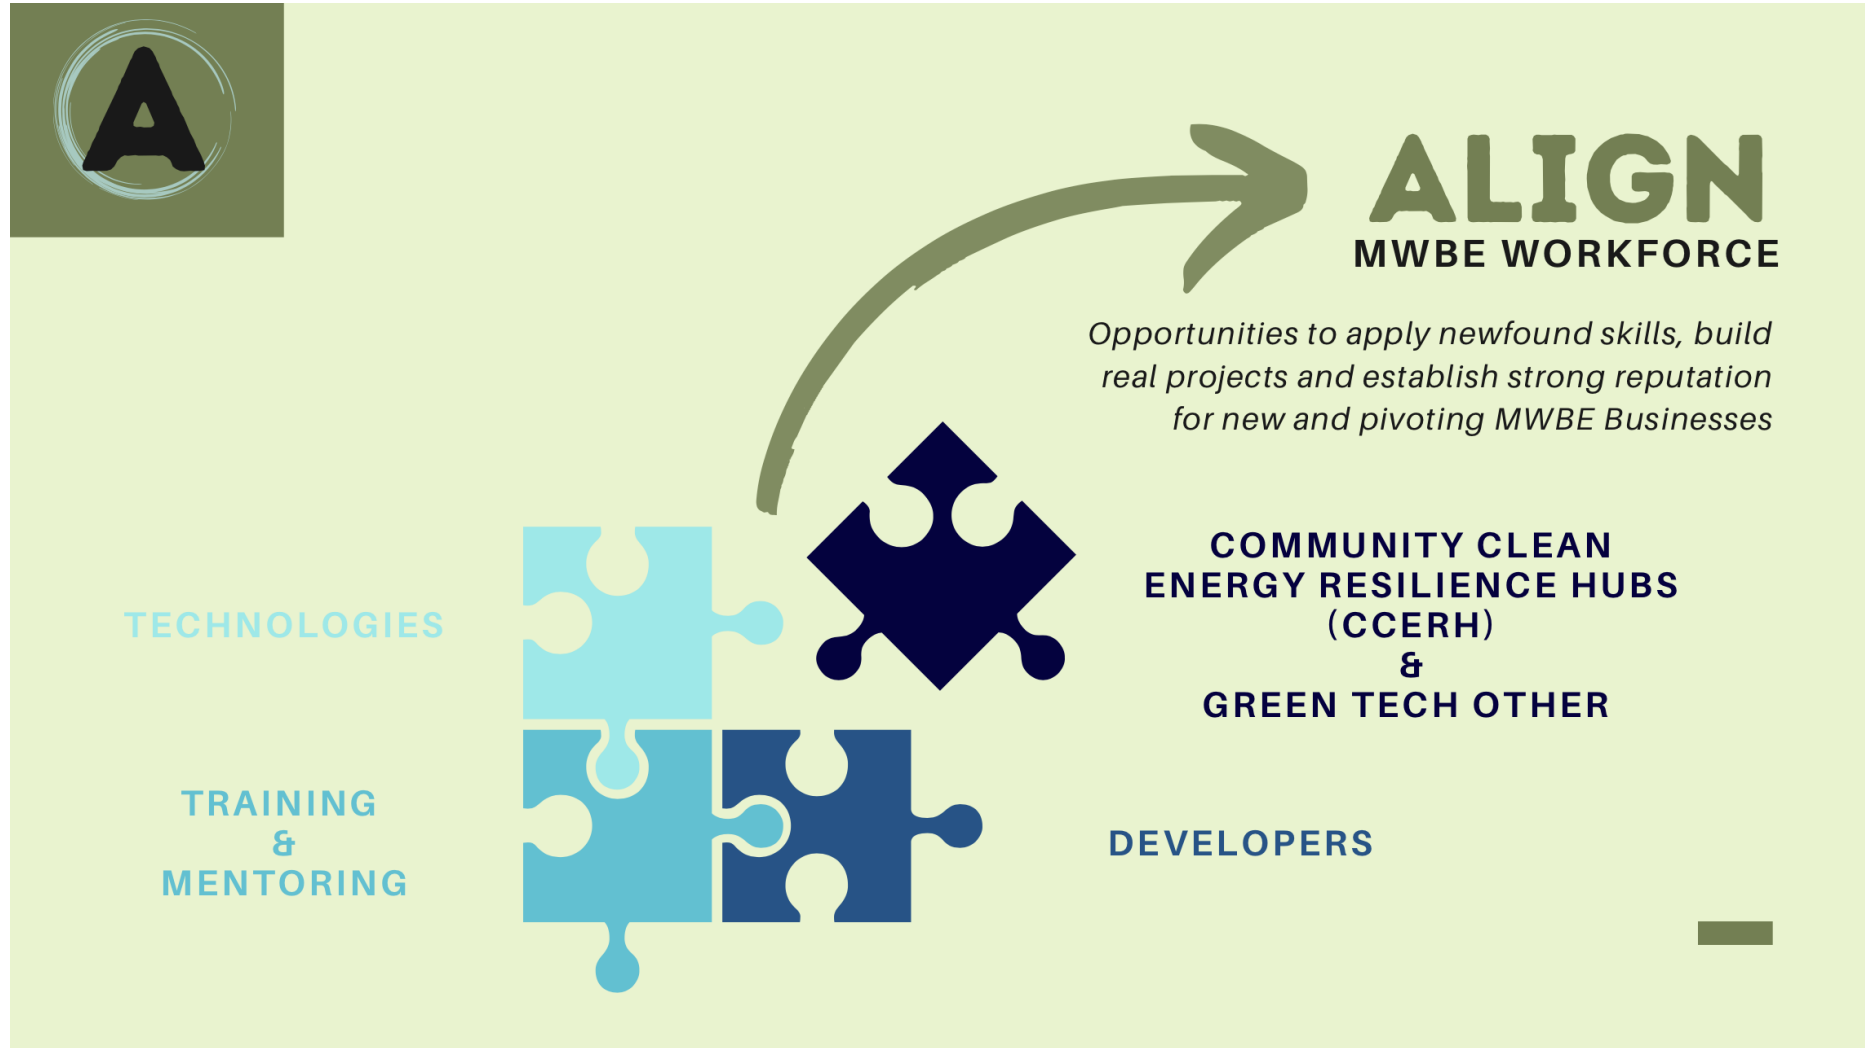 A
ALIGN
MWBE WORKFORCE
Opportunities to apply newfound skills, build
real projects and establish strong reputation
for new and pivoting MWBE Businesses
TECHNOLOGIES
COMMUNITY CLEAN
ENERGY RESILIENCE HUBS
(CCERH)
&
GREEN TECH OTHER
TRAINING
&
MENTORING
DEVELOPERS